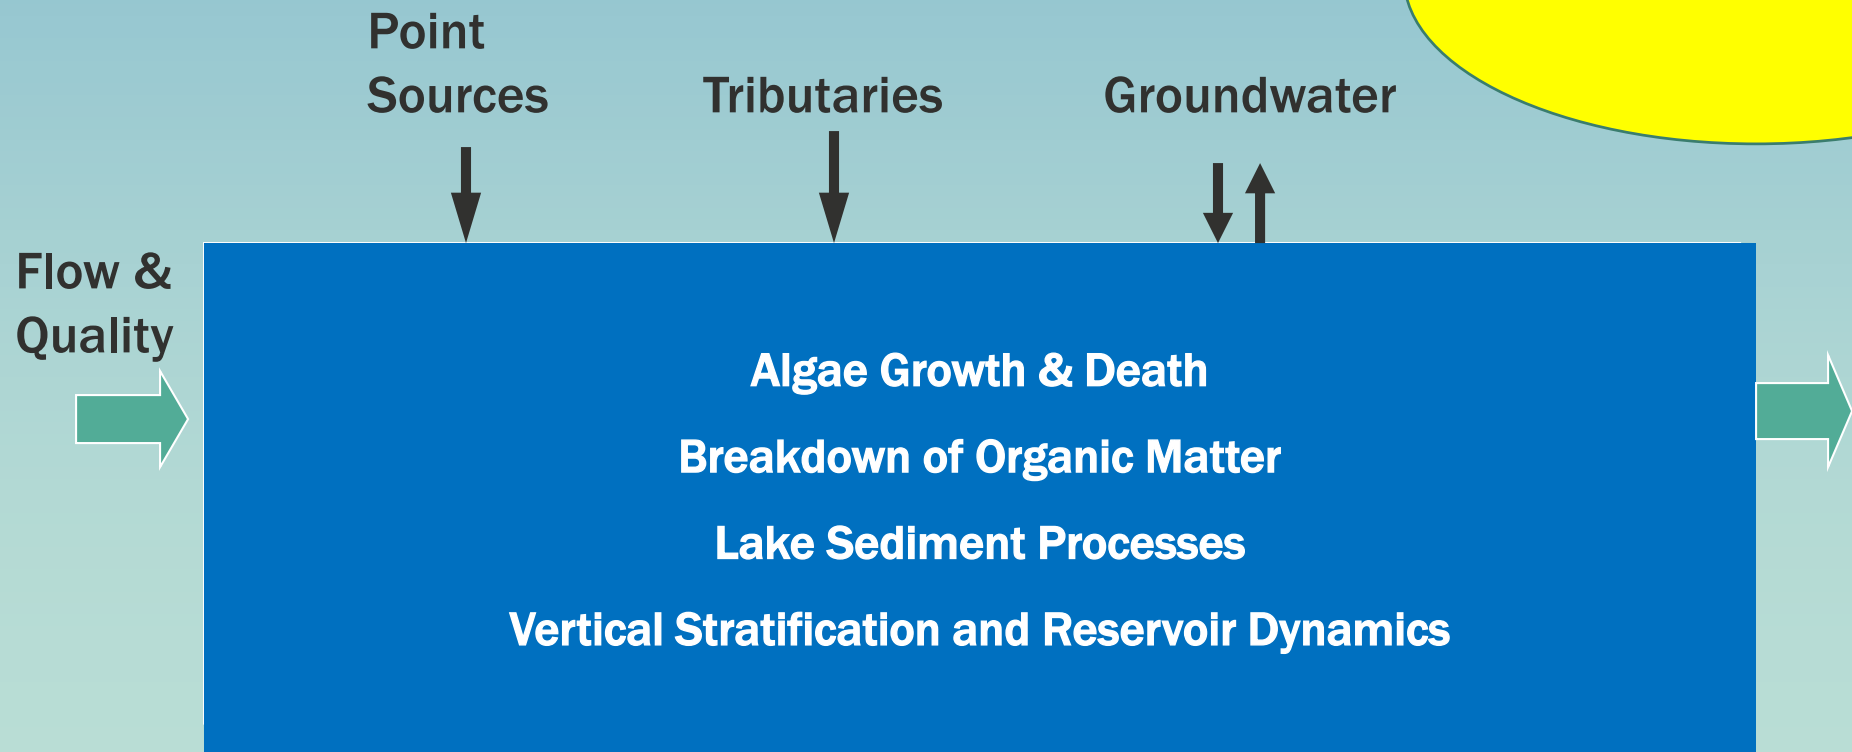 Point
Sources
Tributaries
Groundwater
Flow &
Quality
Algae Growth & Death
Breakdown of Organic Matter
Lake Sediment Processes
Vertical Stratification and Reservoir Dynamics